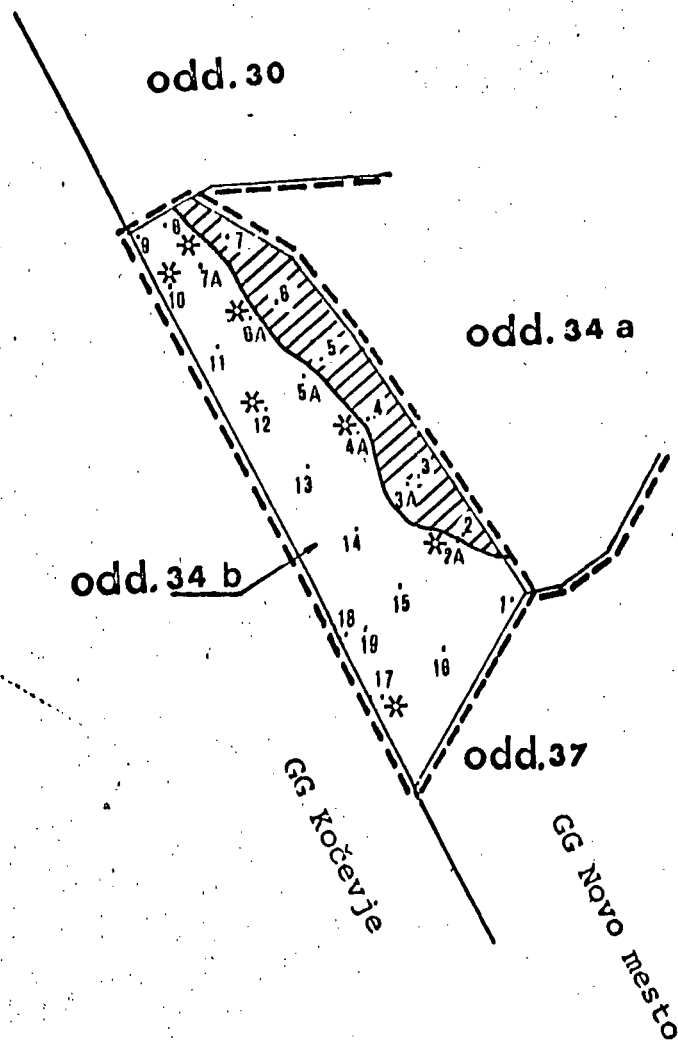 odd. 30
9
8
7
7A
10
6
6A
odd. 34 a
5
11
5A
12
4
4A
3
13
3A
2
14
2A
odd. 34 b
15
1
18
19
16
17
odd. 37
GG Kočevje
GG Novo mesto